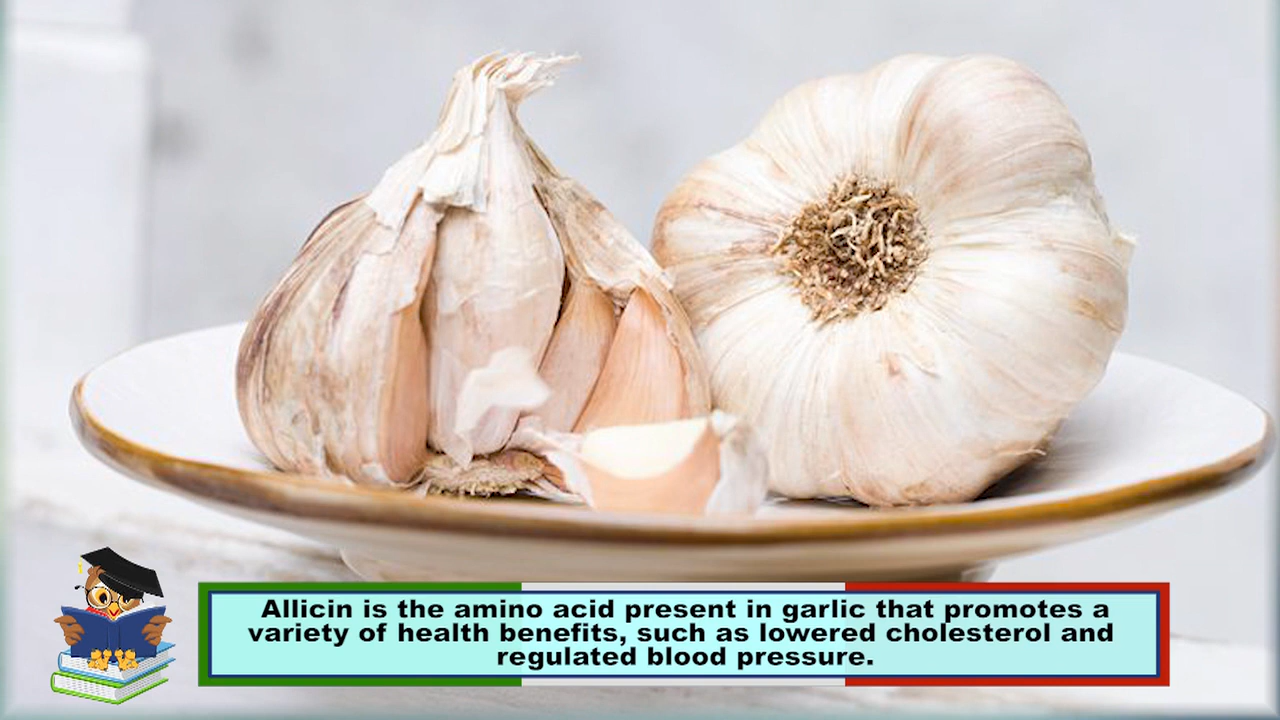 Allicin is the amino acid present in garlic that promotes a
variety of health benefits, such as lowered cholesterol and
regulated blood pressure.